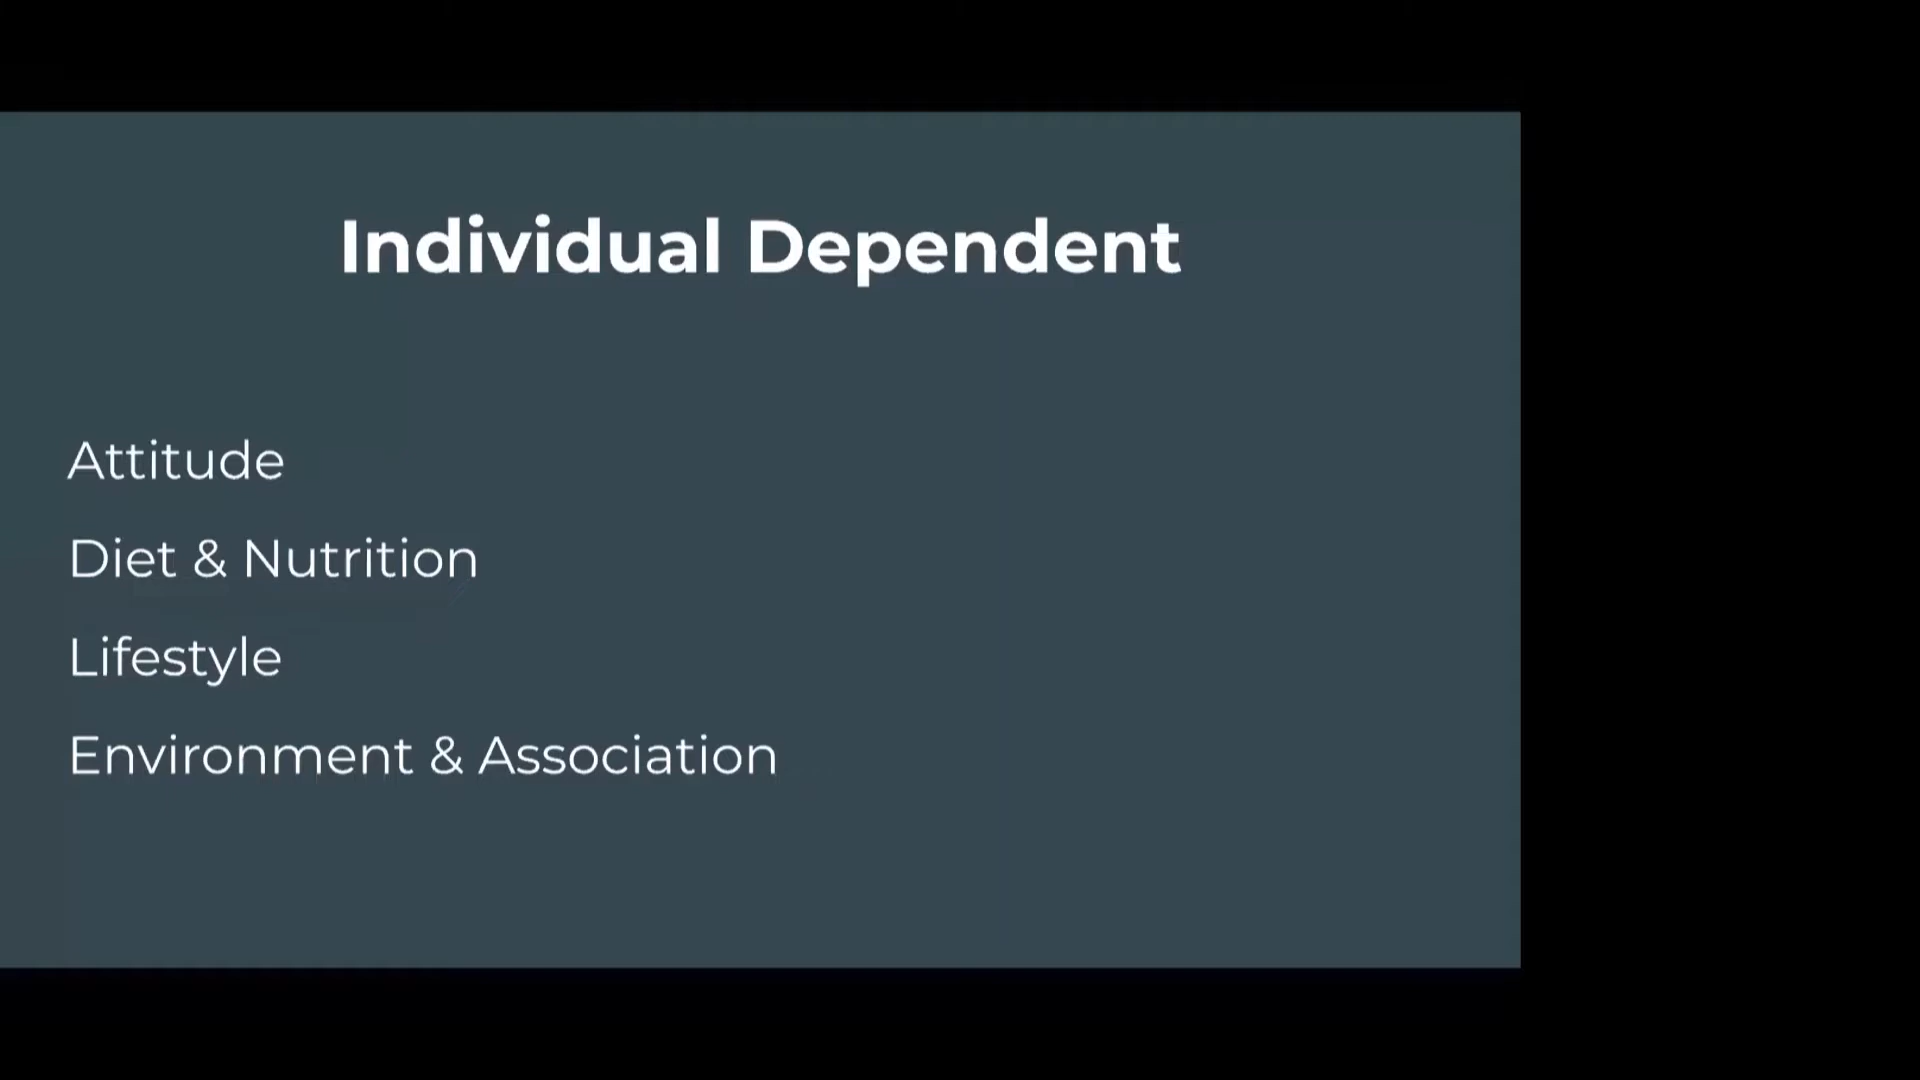 Individual Dependent
Attitude
Diet & Nutrition
Lifestyle
Environment & Association